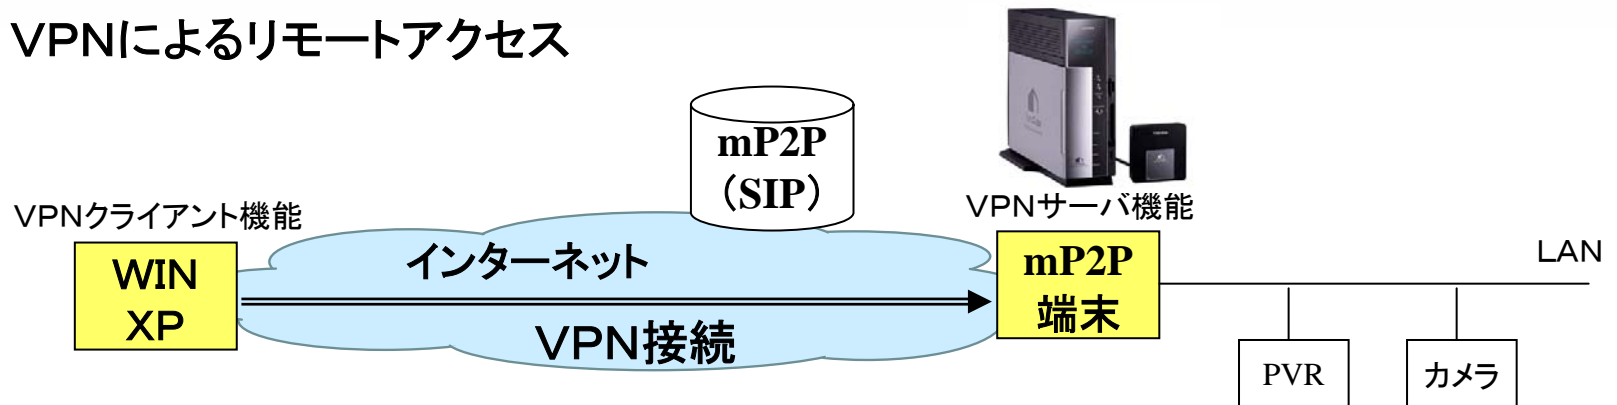 VPNによるリモートアクセス
mP2P
（SIP）
VPNサーバ機能
VPNクライアント機能
WIN
XP
インターネット
VPN接続
mP2P
端末
LAN
PVR
カメラ